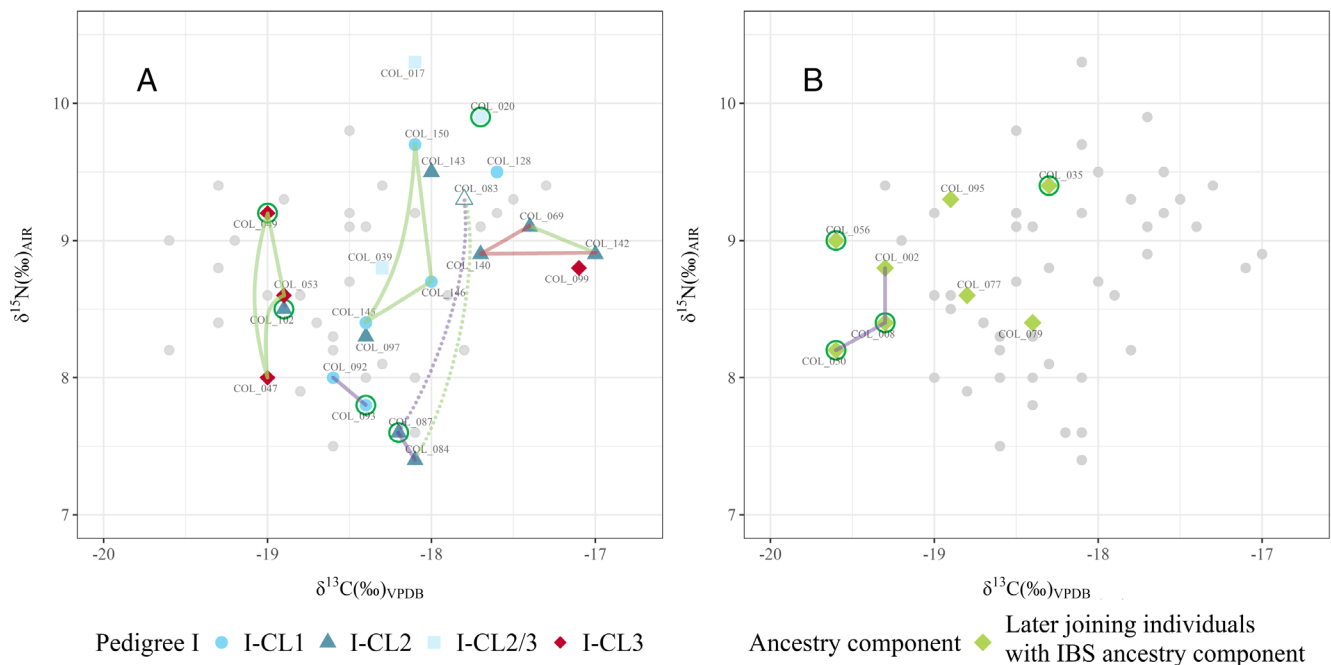 A
COL_017
COL_020
COL_150
COL_143
COL_128
COL_083
COL_049
COL_069
COL_142
COL_039
COL_140
COL_099
COL_053
COL_146
COL_102
COL_145
COL_097
COL_092
COL_047
COL_093
COL_087
COL_084
10
9
8
7
δ15N(‰)AIR
-20
-19
-18
-17
δ13C(‰)VPDB
B
COL_035
COL_095
COL_056
COL_002
COL_077
COL_008
COL_079
COL_050
10
9
8
7
δ15N(‰)AIR
-20
-19
-18
-17
δ13C(‰)VPDB
Pedigree I I-CL1 I-CL2 I-CL2/3 I-CL3
Ancestry component Later joining individuals
with IBS ancestry component